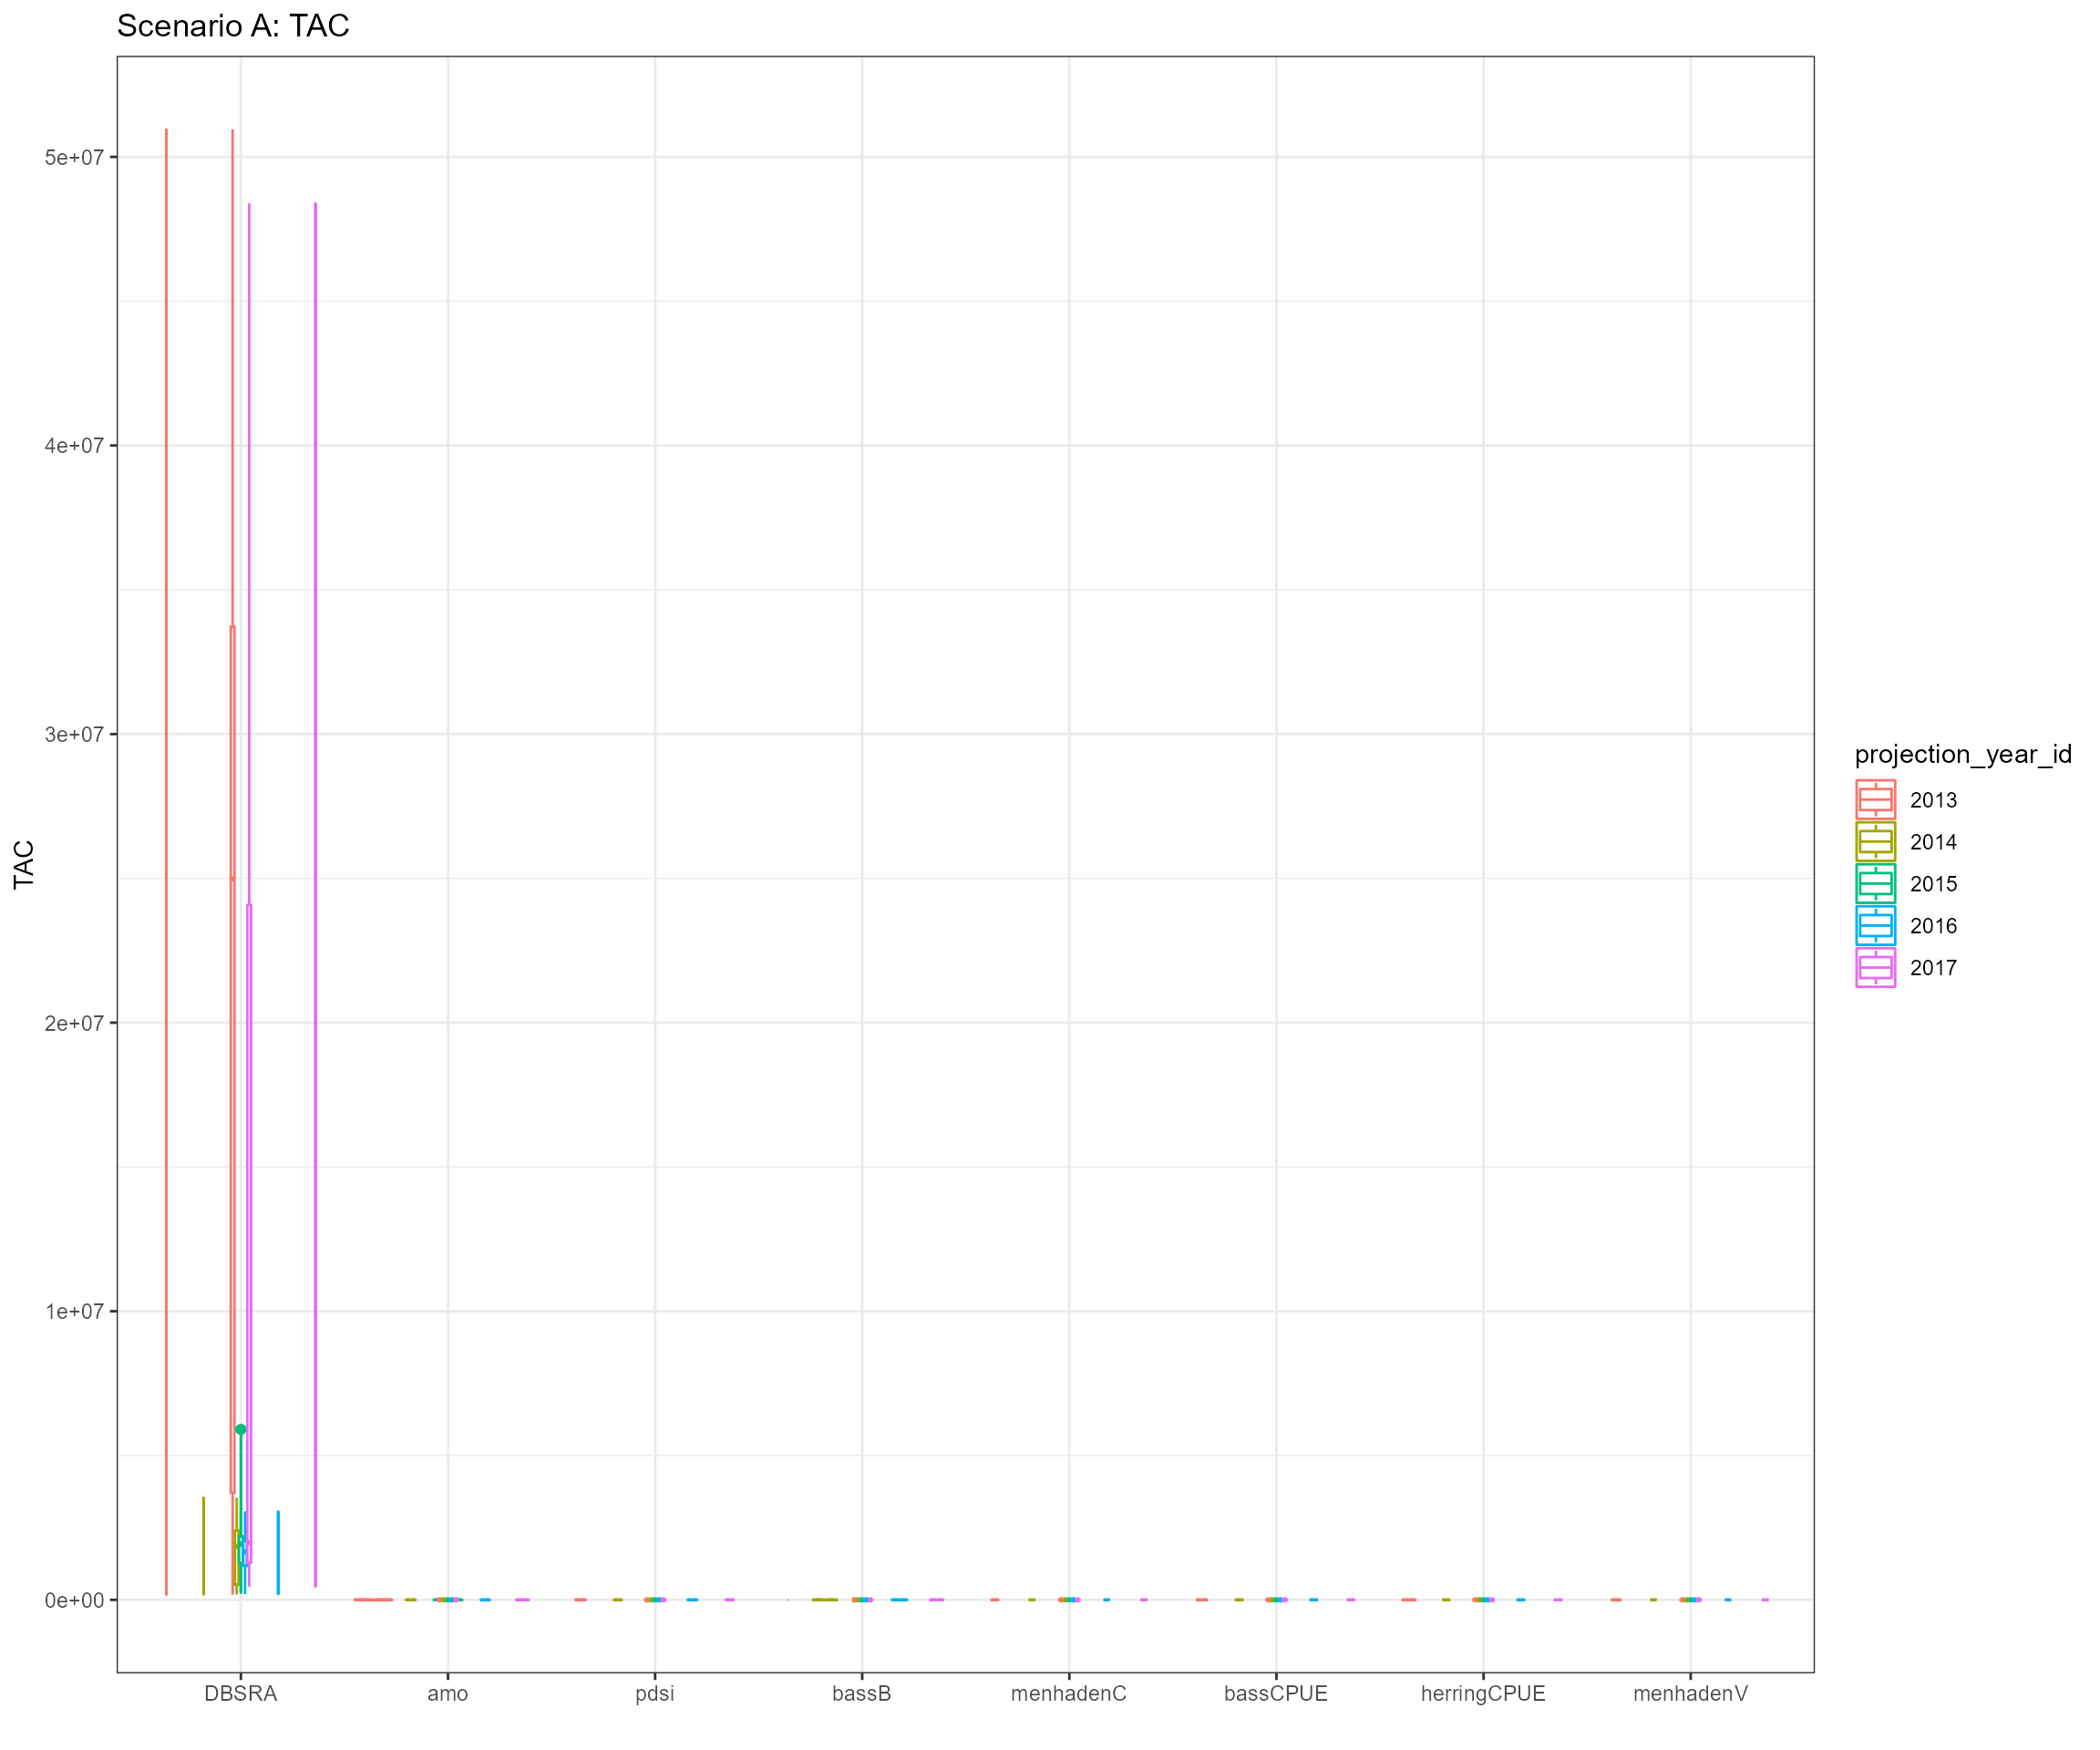 Scenario A: TAC
5e+07
4e+07
3e+07
2e+07
1e+07
0e+00
TAC
DBSRA amo pdsi bassB menhadenC bassCPUE herringCPUE menhadenV
projection_year_id
2013
2014
2015
2016
2017